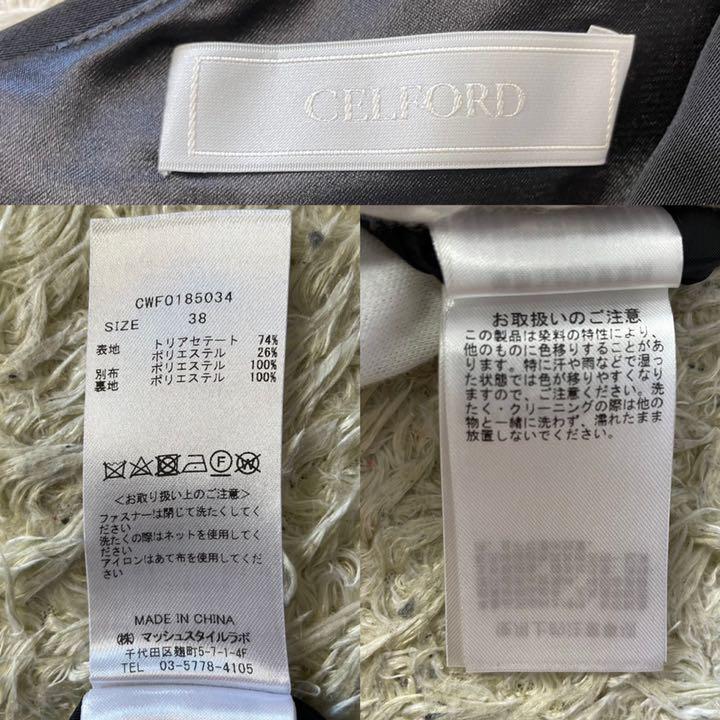 CELFORD
CWFO185034
SIZE 38
表地 トリアセテート 74%
ポリエステル 26%
別布 ポリエステル 100%
裏地 ポリエステル 100%
<お取り扱い上のご注意>
ファスナーは閉じて洗たくしてく
ださい
洗たくの際はネットを使用してく
ださい
アイロンはあて布を使用してくだ
さい
MADE IN CHINA
(株) マッシュスタイルラボ
千代田区麹町5-7-1-4F
TEL 03-5778-4105
お取扱いのご注意
この製品は染料の特性により、
他のものに色移りすることがあ
ります。特に汗や雨などで湿っ
た状態では色が移りやすくなり
ますので、ご注意ください。洗
たく・クリーニングの際は他の
物と一緒に洗わず、濡れたまま
放置しないでください。